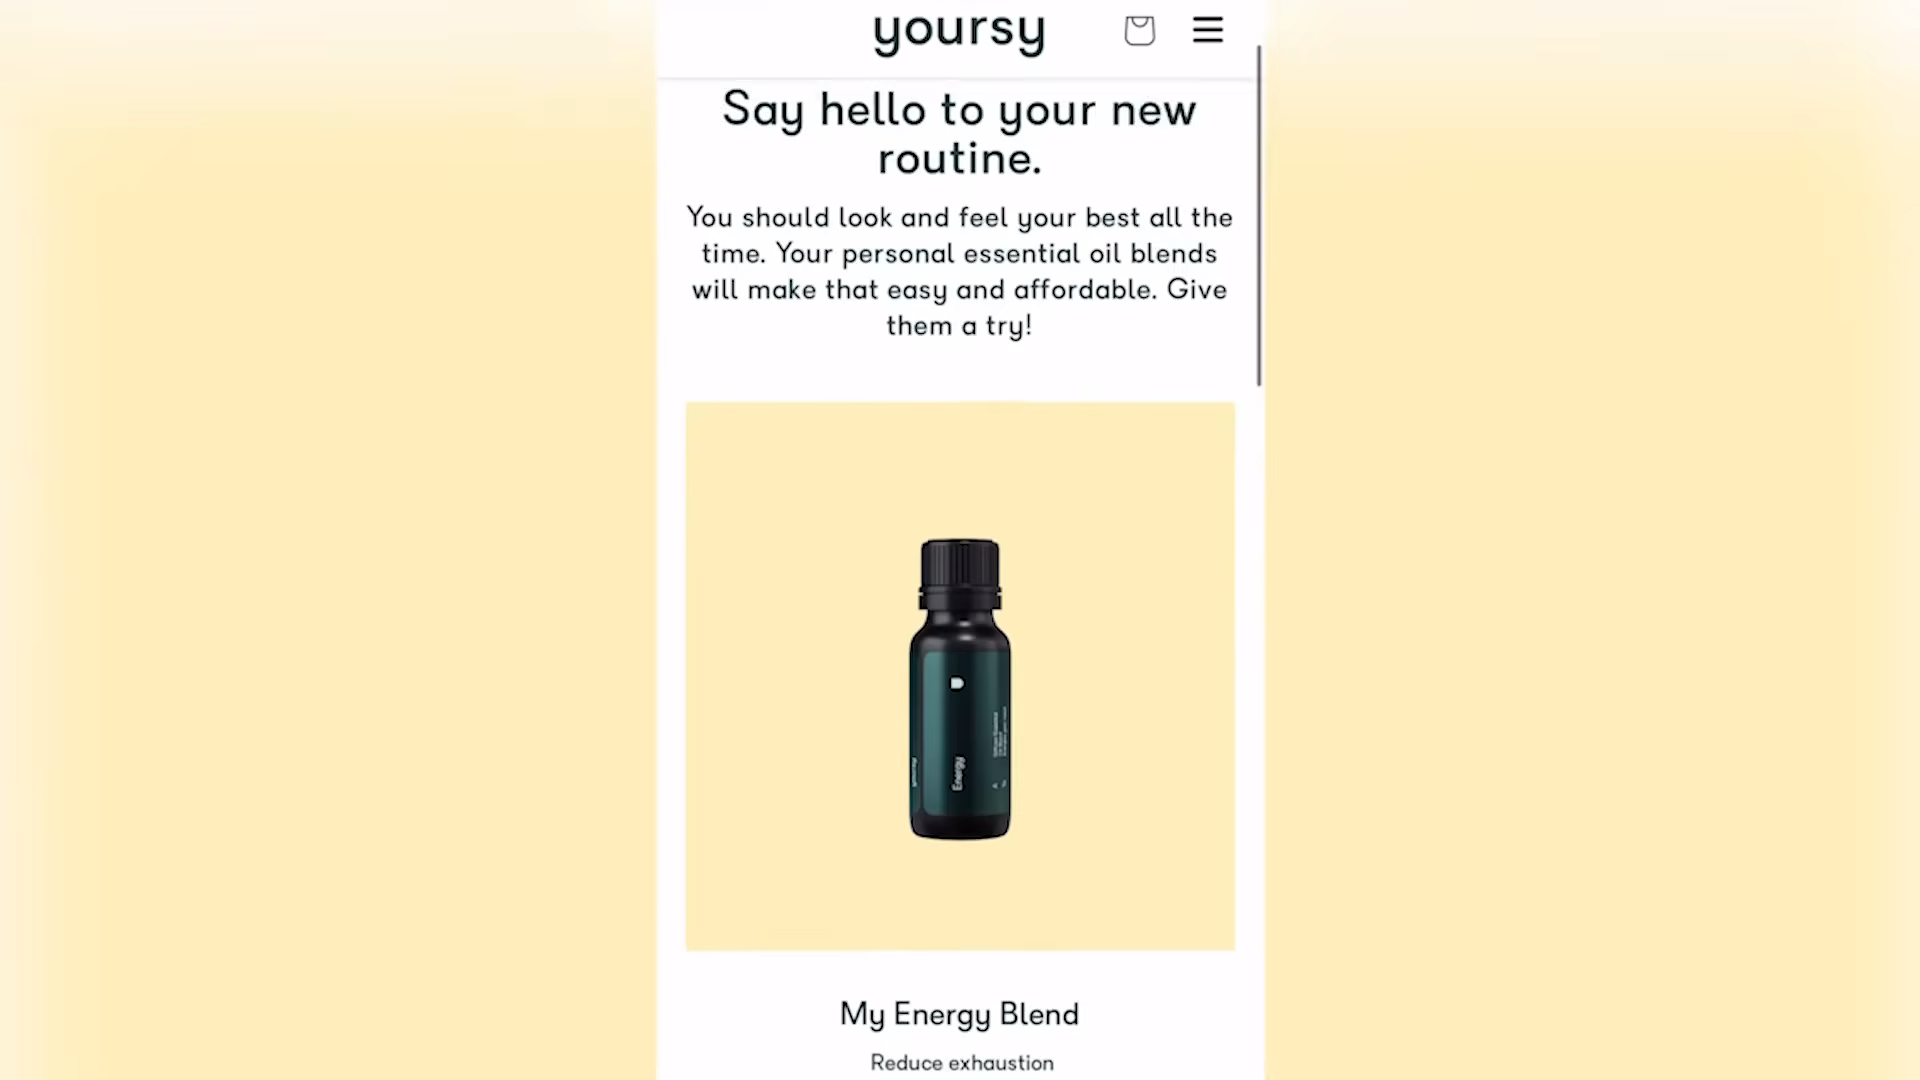 yoursy
Say hello to your new
routine.
You should look and feel your best all the
time. Your personal essential oil blends
will make that easy and affordable. Give
them a try!
Energy
My Energy Blend
Reduce exhaustion